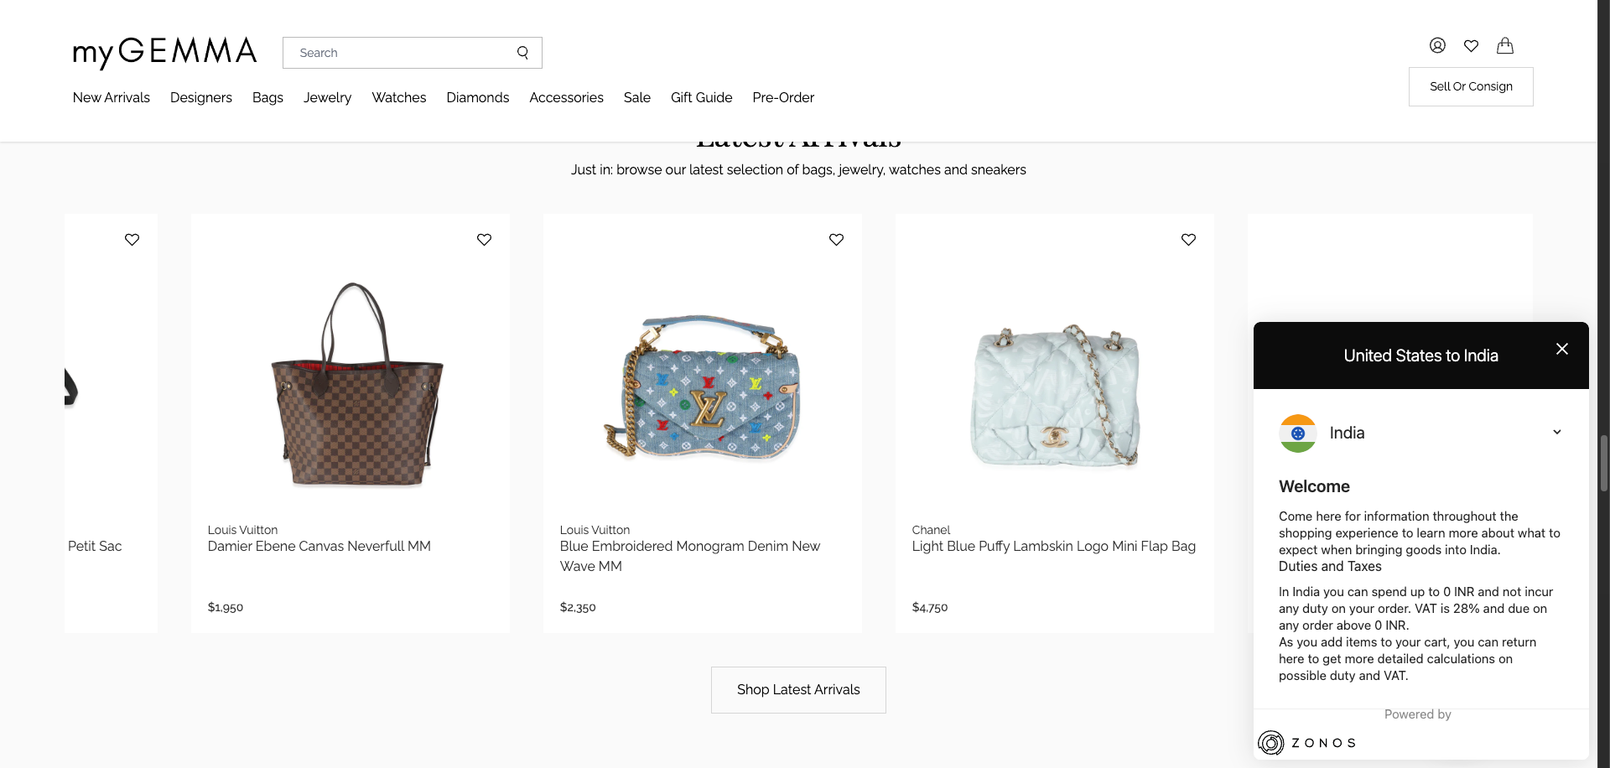 myGEMMA
Search
Sell Or Consign
New Arrivals Designers Bags Jewelry Watches Diamonds Accessories Sale Gift Guide Pre-Order
Latest Arrivals
Just in: browse our latest selection of bags, jewelry, watches and sneakers
Petit Sac
Louis Vuitton
Damier Ebene Canvas Neverfull MM
$1,950
Louis Vuitton
Blue Embroidered Monogram Denim New
Wave MM
$2,350
Chanel
Light Blue Puffy Lambskin Logo Mini Flap Bag
$4,750
Shop Latest Arrivals
United States to India
India
Welcome
Come here for information throughout the
shopping experience to learn more about what to
expect when bringing goods into India.
Duties and Taxes
In India you can spend up to 0 INR and not incur
any duty on your order. VAT is 28% and due on
any order above 0 INR.
As you add items to your cart, you can return
here to get more detailed calculations on
possible duty and VAT.
Powered by
ZONOS